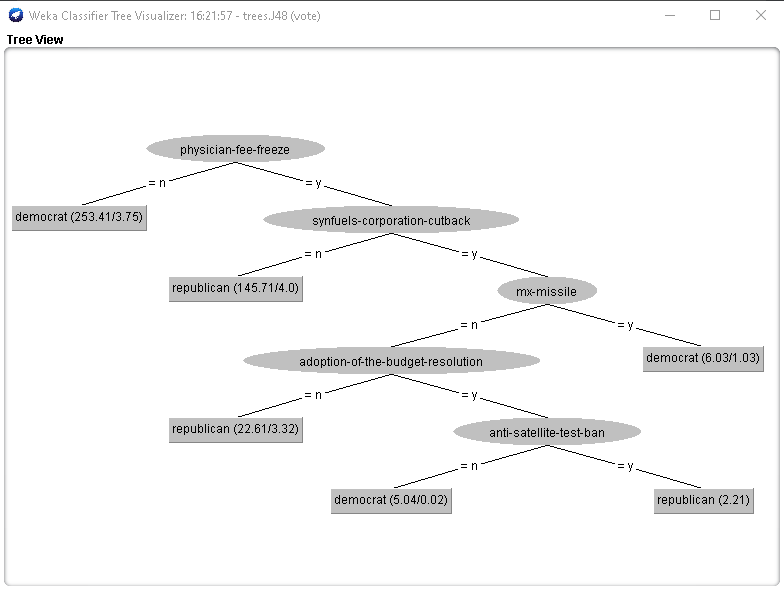 Weka Classifier Tree Visualizer: 16:21:57 - trees.J48 (vote)
Tree View
physician-fee-freeze
= n
= y
democrat (253.41/3.75)
synfuels-corporation-cutback
= n
= y
republican (145.71/4.0)
mx-missile
= n
= y
adoption-of-the-budget-resolution
democrat (6.03/1.03)
= n
= y
republican (22.61/3.32)
anti-satellite-test-ban
= n
= y
democrat (5.04/0.02)
republican (2.21)